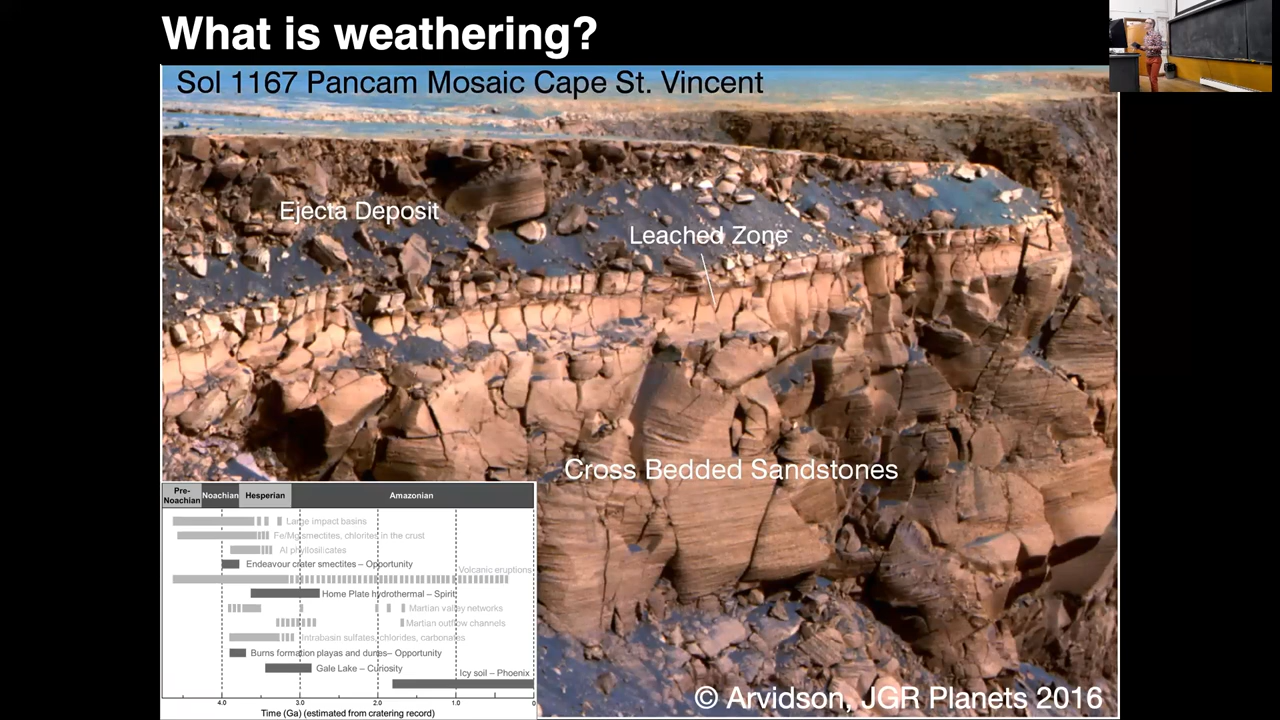 What is weathering?
Sol 1167 Pancam Mosaic Cape St. Vincent
Ejecta Deposit
Leached Zone
Cross Bedded Sandstones
Pre-
Noachian
Noachian
Hesperian
Amazonian
Large impact basins
Fe/Mg smectites, chlorites in the crust
Al phyllosilicates
Endeavour crater smectites – Opportunity
Volcanic eruptions
Home Plate hydrothermal – Spirit
Martian valley networks
Martian outflow channels
Intrabasin sulfates, chlorides, carbonates
Burns formation playas and dunes– Opportunity
Gale Lake – Curiosity
Icy soil – Phoenix
4.0 3.0 2.0 1.0 0
Time (Ga) (estimated from cratering record)
© Arvidson, JGR Planets 2016